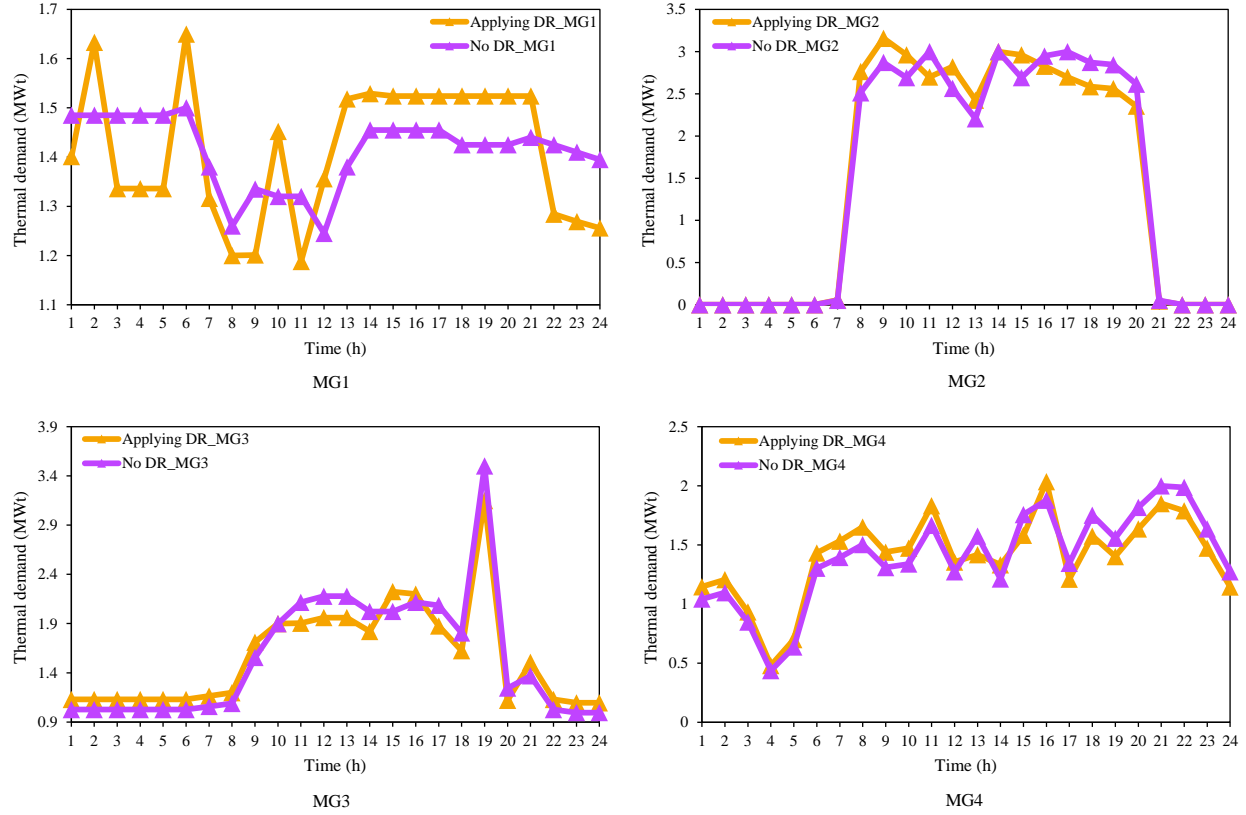 Applying DR_MG1
No DR_MG1
1.7
1.6
1.5
1.4
1.3
1.2
1.1
Thermal demand (MWt)
1 2 3 4 5 6 7 8 9 10 11 12 13 14 15 16 17 18 19 20 21 22 23 24
Time (h)
MG1
Applying DR_MG2
No DR_MG2
3.5
3
2.5
2
1.5
1
0.5
0
Thermal demand (MWt)
1 2 3 4 5 6 7 8 9 10 11 12 13 14 15 16 17 18 19 20 21 22 23 24
Time (h)
MG2
Applying DR_MG3
No DR_MG3
3.9
3.4
2.9
2.4
1.9
1.4
0.9
Thermal demand (MWt)
1 2 3 4 5 6 7 8 9 10 11 12 13 14 15 16 17 18 19 20 21 22 23 24
Time (h)
MG3
Applying DR_MG4
No DR_MG4
2.5
2
1.5
1
0.5
0
Thermal demand (MWt)
1 2 3 4 5 6 7 8 9 10 11 12 13 14 15 16 17 18 19 20 21 22 23 24
Time (h)
MG4